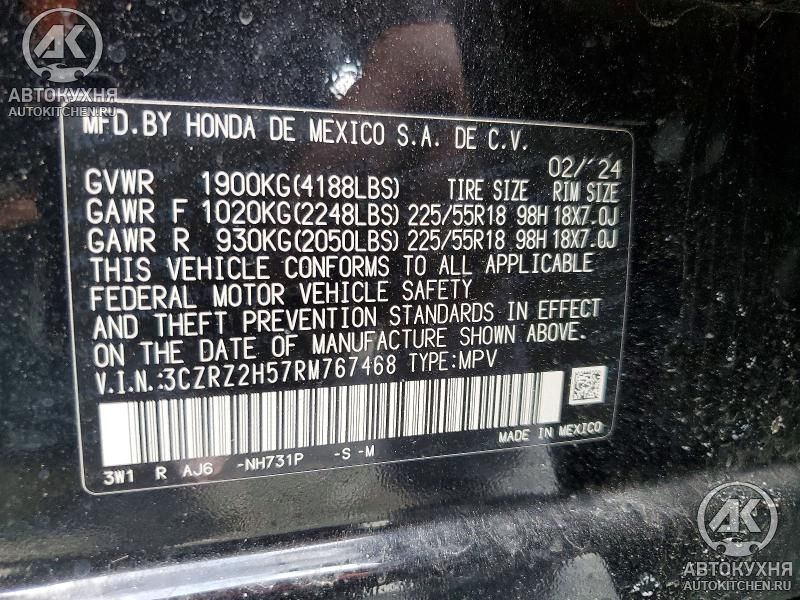 АК
АВТОКУХНЯ
AUTOKITCHEN.RU
MFD.BY HONDA DE MEXICO S.A. DE C.V.
02/´24
GVWR 1900KG(4188LBS) TIRE SIZE RIM SIZE
GAWR F 1020KG(2248LBS) 225/55R18 98H 18X7.0J
GAWR R 930KG(2050LBS) 225/55R18 98H 18X7.0J
THIS VEHICLE CONFORMS TO ALL APPLICABLE
FEDERAL MOTOR VEHICLE SAFETY
AND THEFT PREVENTION STANDARDS IN EFFECT
ON THE DATE OF MANUFACTURE SHOWN ABOVE.
V.I.N.:3CZRZ2H57RM767468 TYPE:MPV
MADE IN MEXICO
3W1 R AJ6 -NH731P -S -M
АК
АВТОКУХНЯ
AUTOKITCHEN.RU